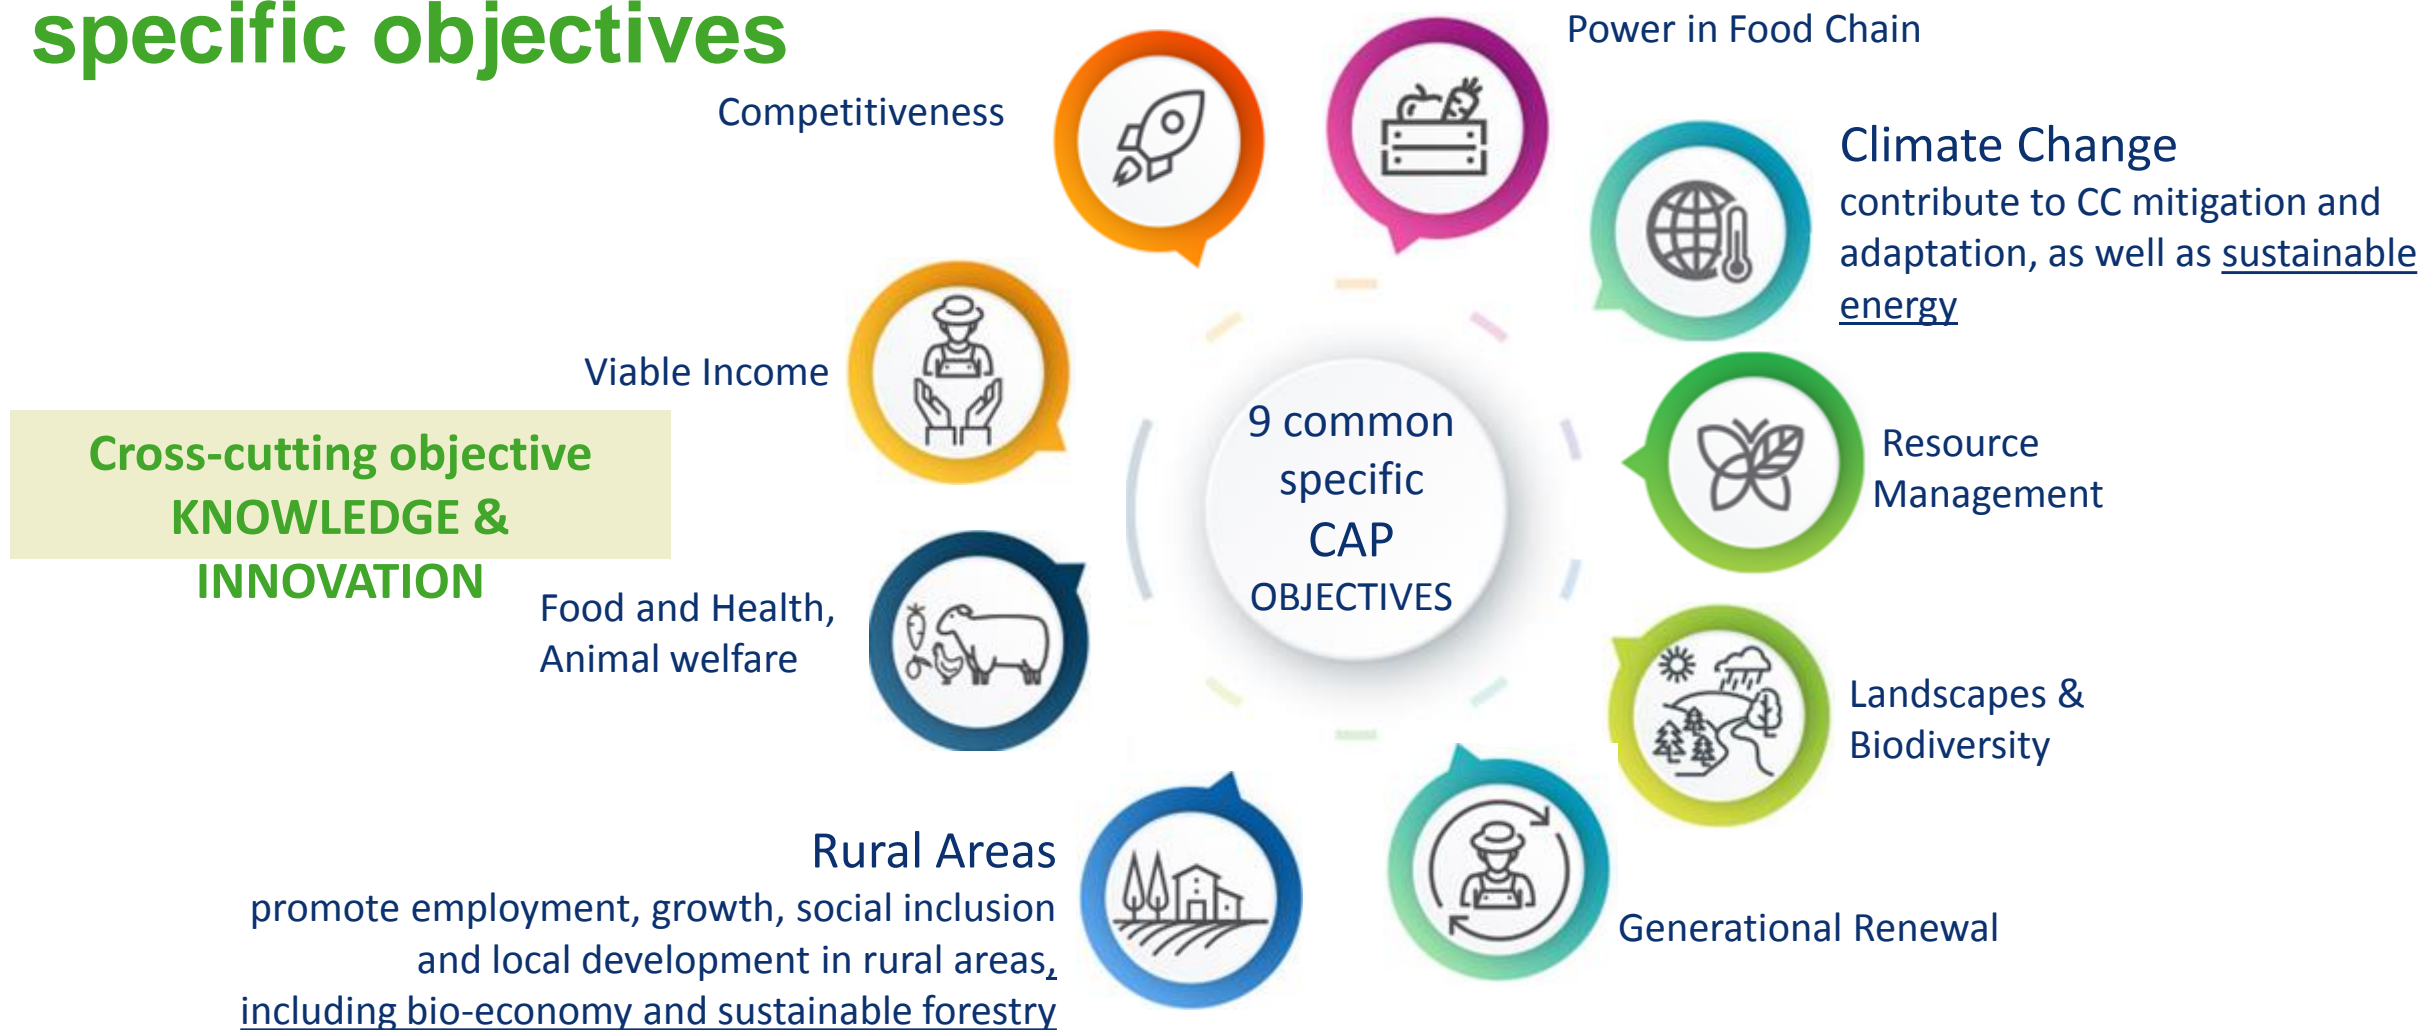 specific objectives
Power in Food Chain
Competitiveness
Climate Change
contribute to CC mitigation and
adaptation, as well as sustainable
energy
Viable Income
Cross-cutting objective
KNOWLEDGE &
INNOVATION
9 common
specific
CAP
OBJECTIVES
Resource
Management
Food and Health,
Animal welfare
Landscapes &
Biodiversity
Rural Areas
promote employment, growth, social inclusion
and local development in rural areas,
including bio-economy and sustainable forestry
Generational Renewal